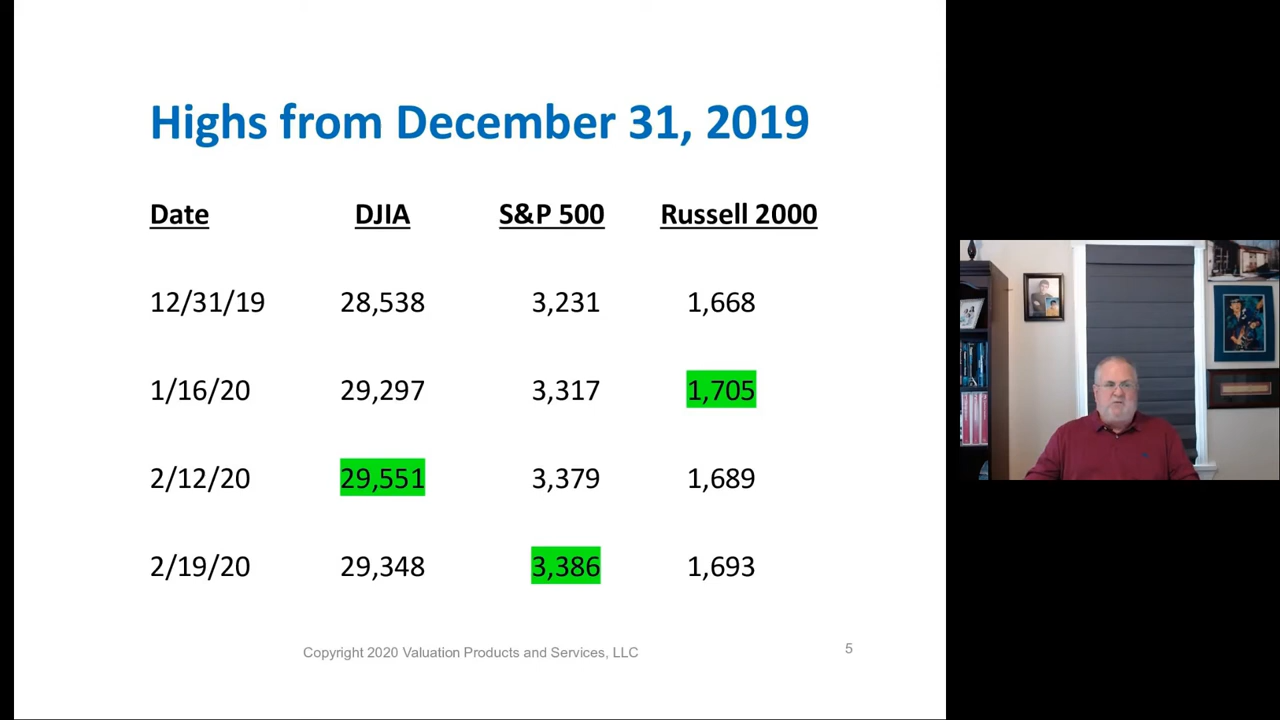 Highs from December 31, 2019
Date DJIA S&P 500 Russell 2000
12/31/19 28,538 3,231 1,668
1/16/20 29,297 3,317 1,705
2/12/20 29,551 3,379 1,689
2/19/20 29,348 3,386 1,693
Copyright 2020 Valuation Products and Services, LLC 5